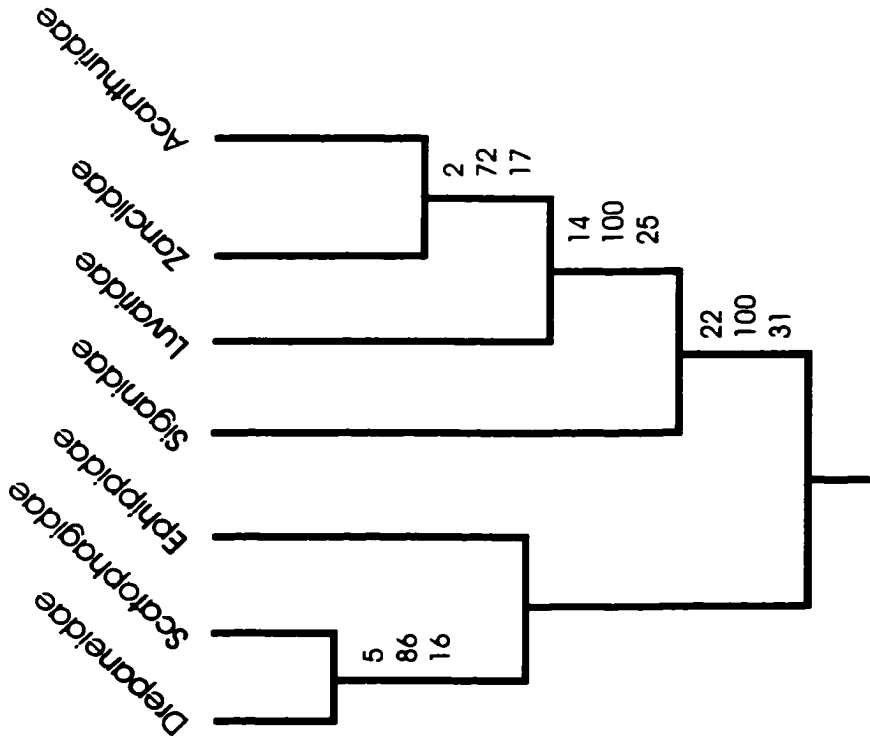 Drepaneidae
Scatophagidae
Ephippidae
Siganidae
Luvaridae
Zanclidae
Acanthuridae
2
72
17
14
100
25
22
100
31
5
86
16